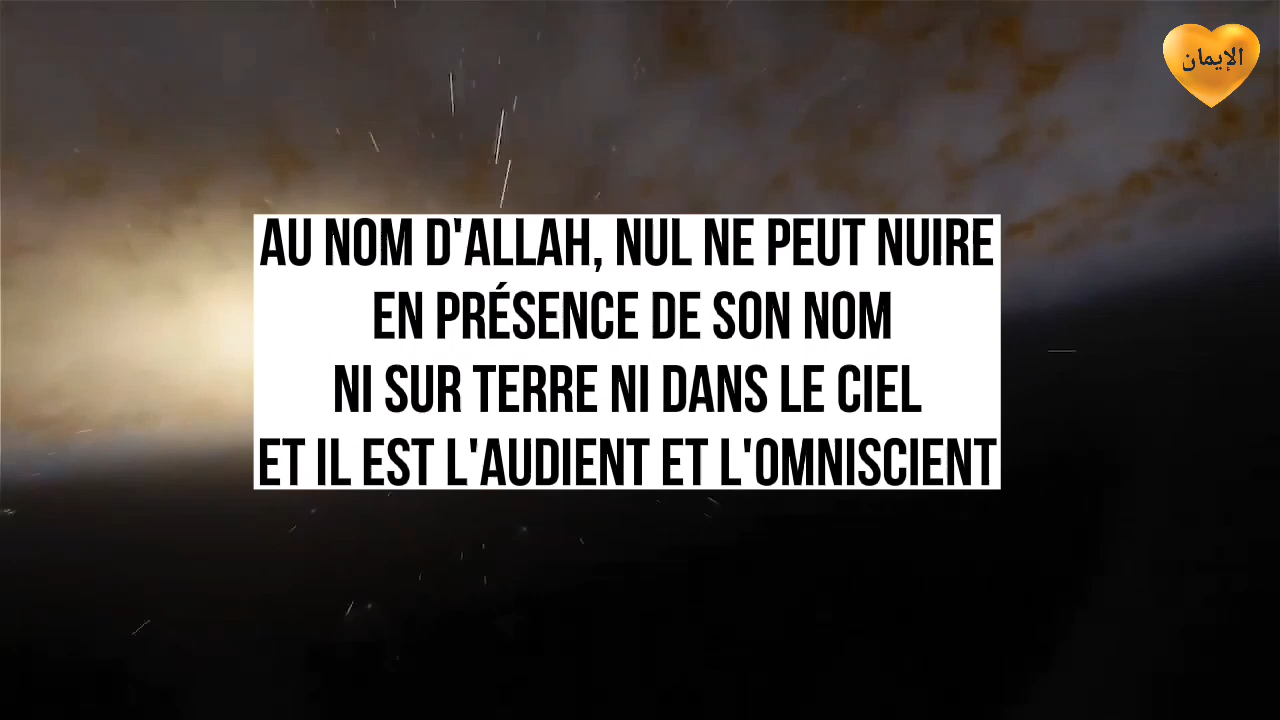 الإيمان
AU NOM D'ALLAH, NUL NE PEUT NUIRE
EN PRÉSENCE DE SON NOM
NI SUR TERRE NI DANS LE CIEL
ET IL EST L'AUDIENT ET L'OMNISCIENT